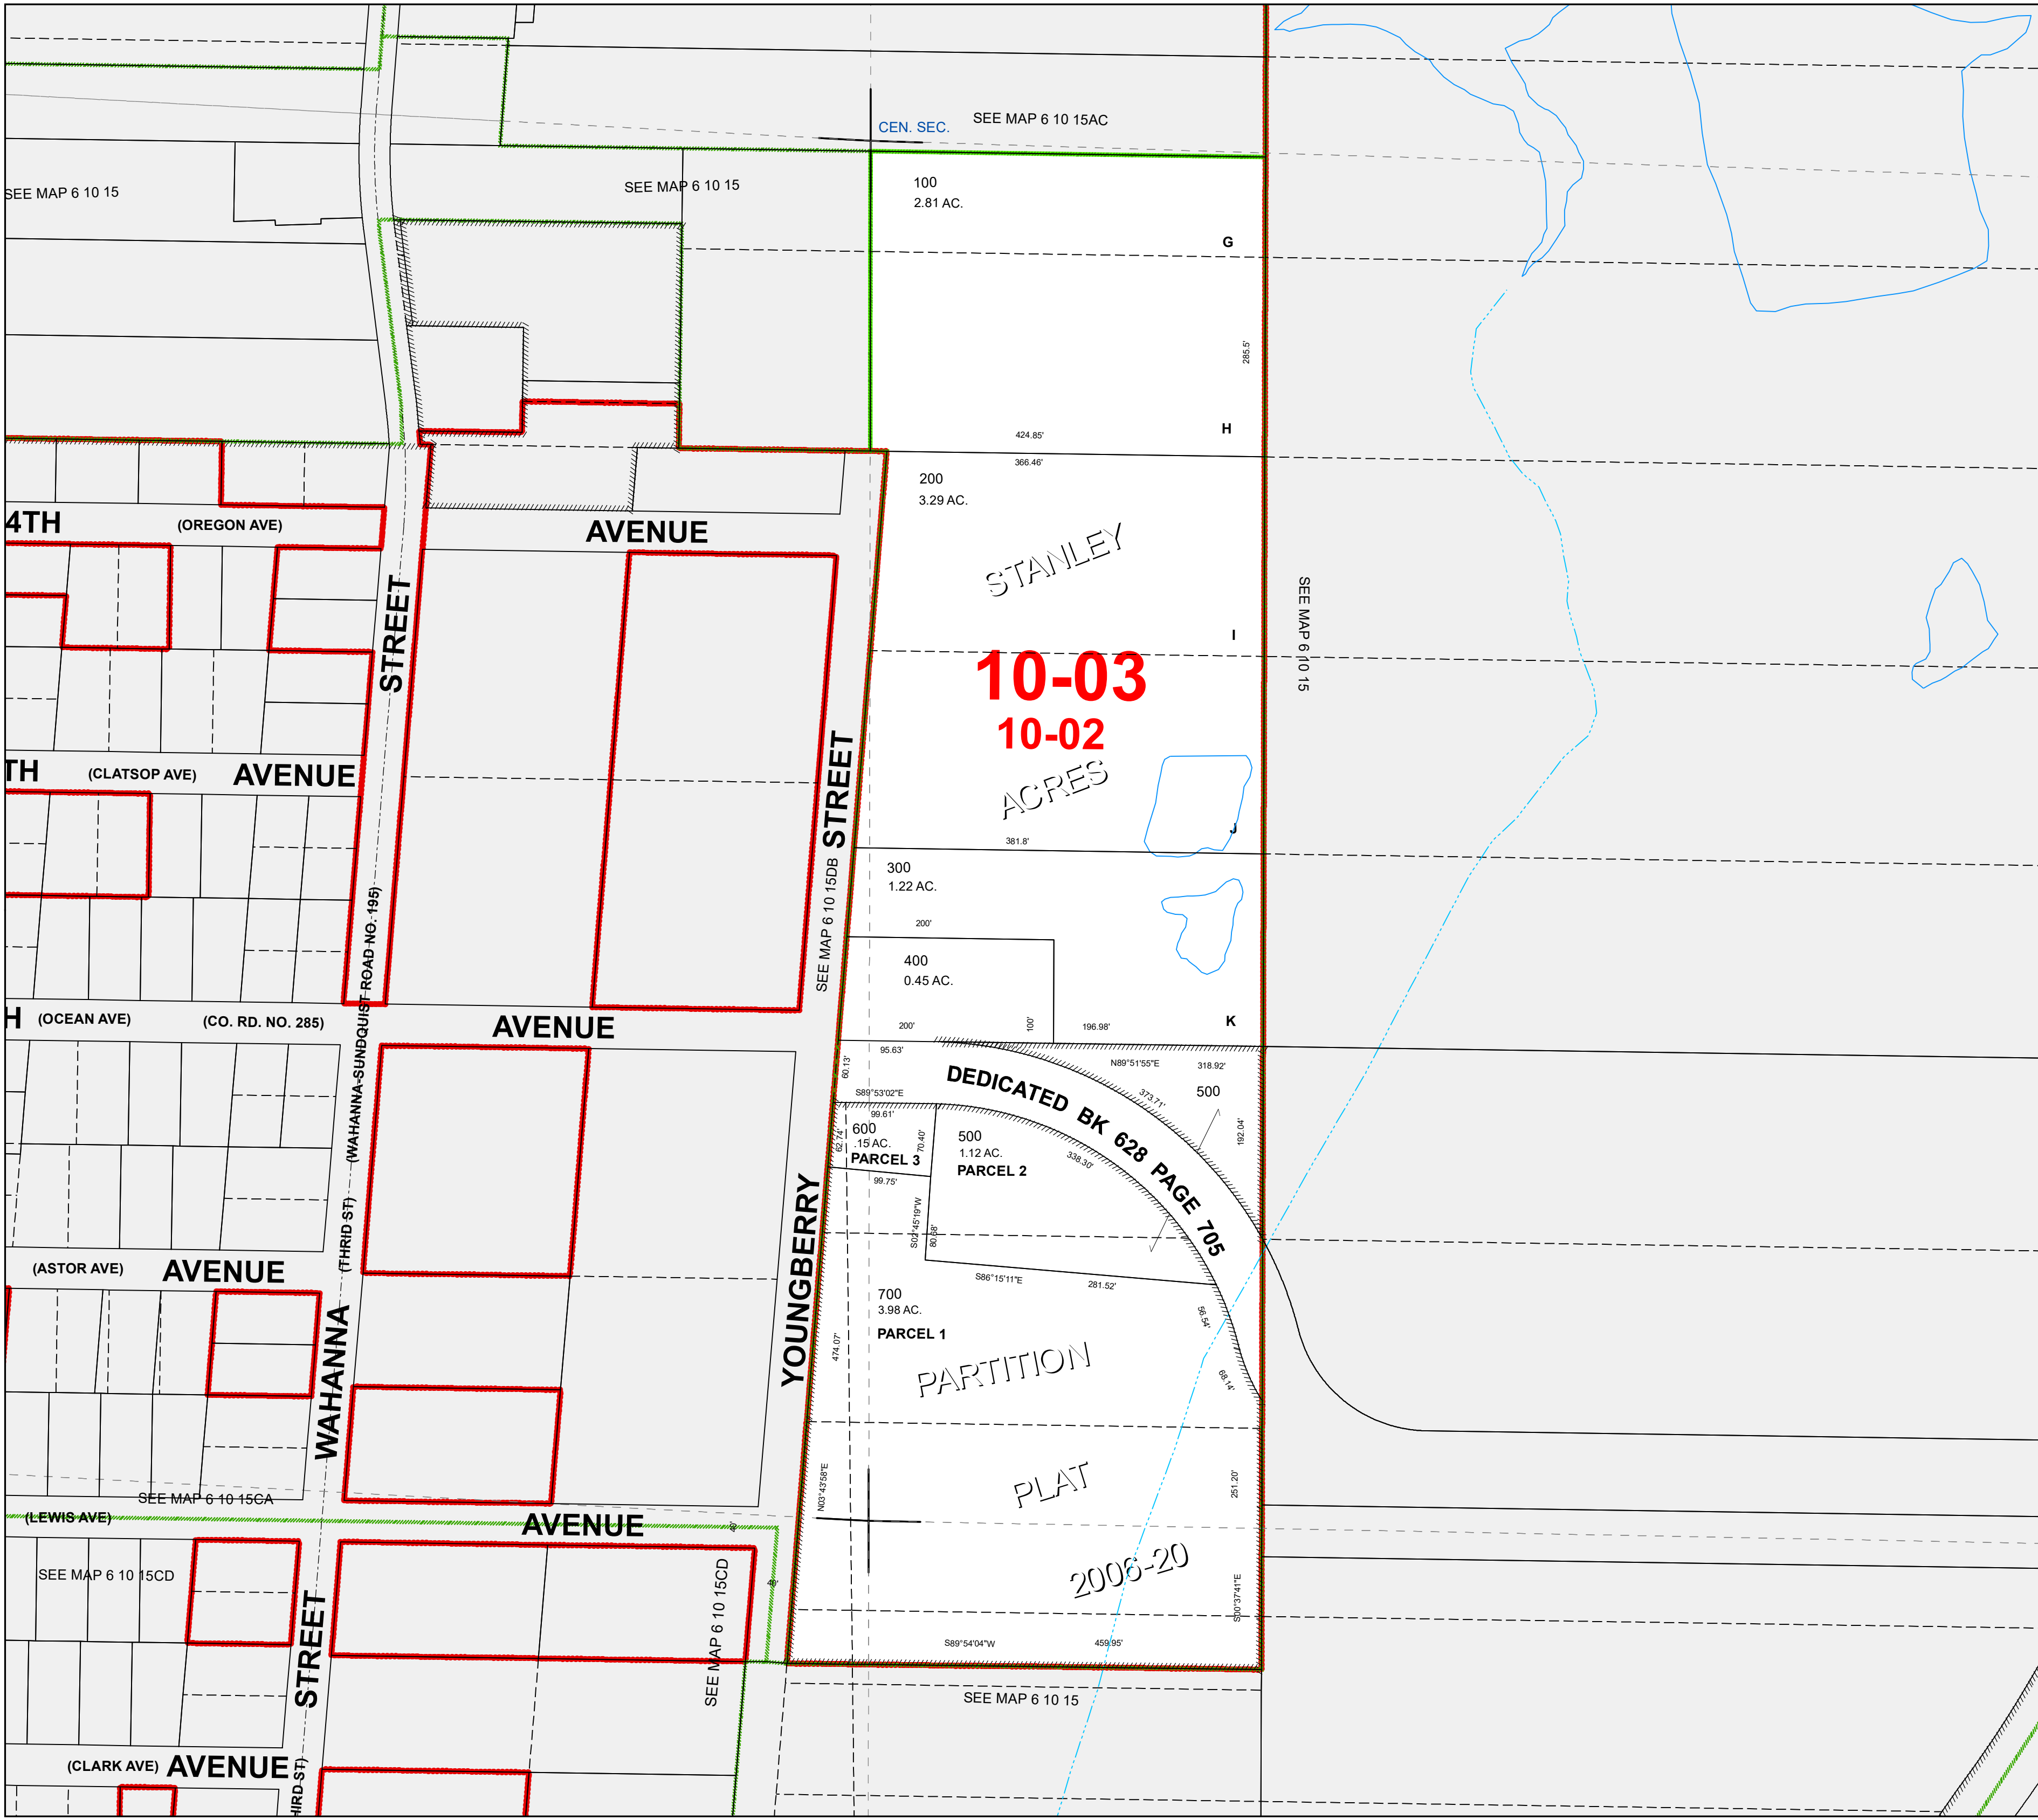 CEN. SEC.
SEE MAP 6 10 15AC
SEE MAP 6 10 15
SEE MAP 6 10 15
100
2.81 AC.
G
285.5'
H
424.85'
366.46'
200
3.29 AC.
4TH
(OREGON AVE)
AVENUE
STREET
STANLEY
I
10-03
10-02
SEE MAP 6 10 15
ACRES
J
381.8'
TH
(CLATSOP AVE)
AVENUE
STREET
SEE MAP 6 10 15DB
300
1.22 AC.
200'
400
0.45 AC.
200'
100'
196.98'
K
(WAHANNA-SUNDQUIST ROAD NO. 195)
H
(OCEAN AVE)
(CO. RD. NO. 285)
AVENUE
95.63'
60.13'
N89°51'55"E
318.92'
373.71'
500
192.04'
DEDICATED BK 628 PAGE 705
S89°53'02"E
99.61'
600
.15 AC.
PARCEL 3
62.74'
70.40'
99.75'
500
1.12 AC.
PARCEL 2
338.30'
S02°45'19"W
80.68'
S86°15'11"E
281.52'
(THRID ST)
YOUNGBERRY
(ASTOR AVE)
AVENUE
WAHANNA
700
3.98 AC.
PARCEL 1
474.07'
56.54'
68.14'
PARTITION
PLAT
2006-20
N03°43'58"E
251.20'
S00°37'41"E
S89°54'04"W
459.95'
SEE MAP 6 10 15CA
(LEWIS AVE)
AVENUE
40'
40'
SEE MAP 6 10 15CD
SEE MAP 6 10 15CD
STREET
SEE MAP 6 10 15
(CLARK AVE)
AVENUE
HIRD ST)